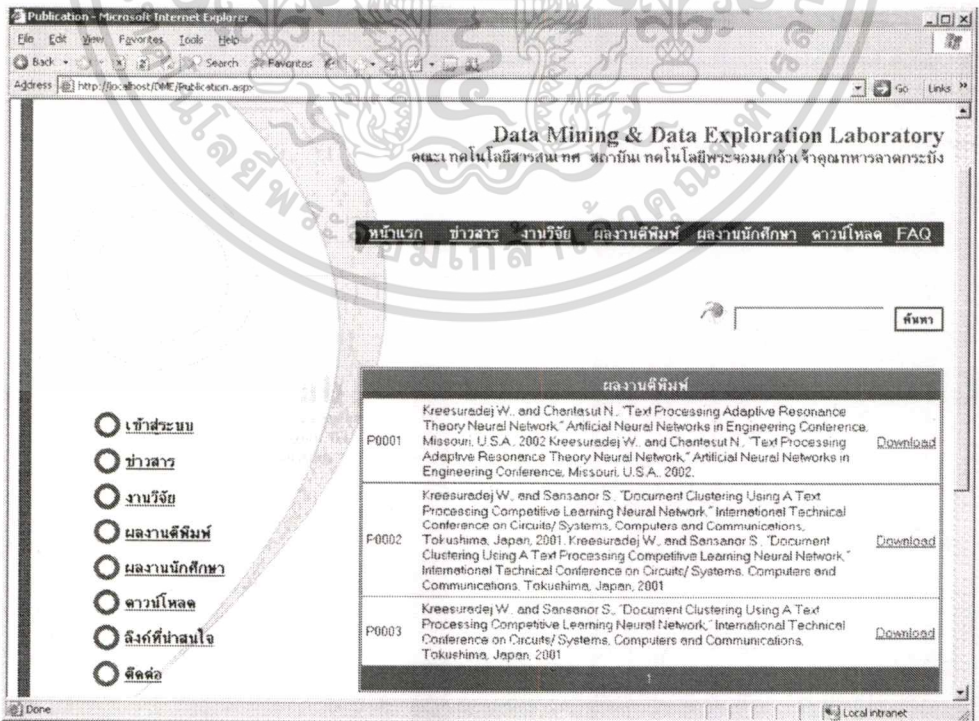 Publication - Microsoft Internet Explorer
File Edit View Favorites Tools Help
Back Search Favorites
Address http://localhost/DME/Publication.aspx Go Links »
Data Mining & Data Exploration Laboratory
คณะเทคโนโลยีสารสนเทศ สถาบันเทคโนโลยีพระจอมเกล้าเจ้าคุณทหารลาดกระบัง
หน้าแรก ข่าวสาร งานวิจัย ผลงานตีพิมพ์ ผลงานนักศึกษา ดาวน์โหลด FAQ
ค้นหา
เข้าสู่ระบบ
ข่าวสาร
งานวิจัย
ผลงานตีพิมพ์
ผลงานนักศึกษา
ดาวน์โหลด
ลิงค์ที่น่าสนใจ
ติดต่อ
ผลงานตีพิมพ์
Kreesuradej W., and Chantasut N., "Text Processing Adaptive Resonance
Theory Neural Network," Artificial Neural Networks in Engineering Conference.
P0001 Missouri, U.S.A., 2002 Kreesuradej W., and Chantasut N., "Text Processing Download
Adaptive Resonance Theory Neural Network," Artificial Neural Networks in
Engineering Conference, Missouri, U.S.A., 2002.
Kreesuradej W., and Sansanor S., "Document Clustering Using A Text
Processing Competitive Learning Neural Network," International Technical
Conference on Circuits/ Systems, Computers and Communications,
P0002 Tokushima, Japan, 2001. Kreesuradej W., and Sansanor S., "Document Download
Clustering Using A Text Processing Competitive Learning Neural Network,"
International Technical Conference on Circuits/ Systems, Computers and
Communications, Tokushima, Japan, 2001
Kreesuradej W., and Sansanor S., "Document Clustering Using A Text
Processing Competitive Learning Neural Network," International Technical
P0003 Conference on Circuits/ Systems, Computers and Communications, Download
Tokushima, Japan, 2001
1
Done Local intranet